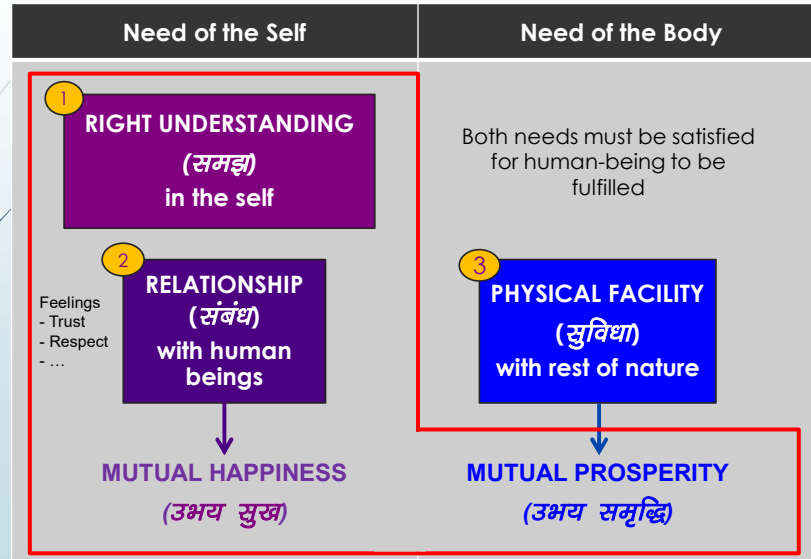 Need of the Self
Need of the Body
1
RIGHT UNDERSTANDING
(समझ)
in the self
Both needs must be satisfied
for human-being to be
fulfilled
2
RELATIONSHIP
(संबंध)
with human
beings
Feelings
- Trust
- Respect
- ...
3
PHYSICAL FACILITY
(सुविधा)
with rest of nature
MUTUAL HAPPINESS
(उभय सुख)
MUTUAL PROSPERITY
(उभय समृद्धि)